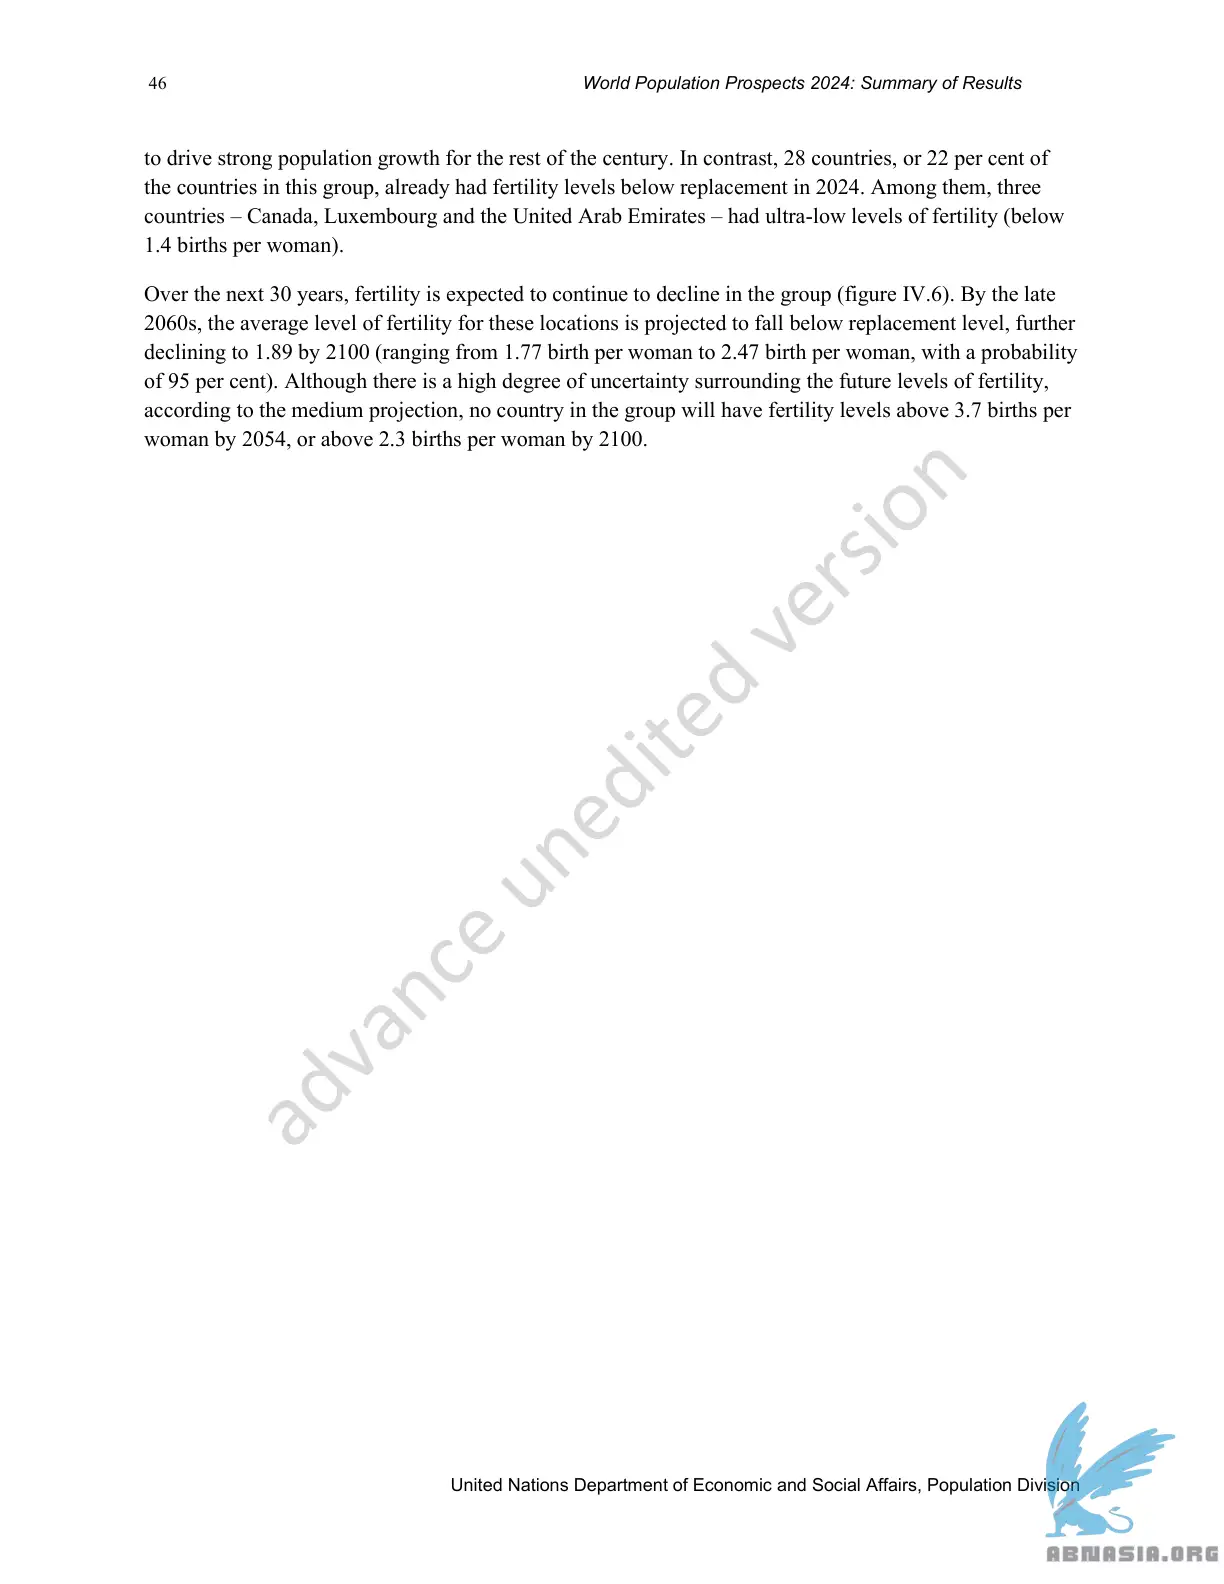 46
World Population Prospects 2024: Summary of Results
to drive strong population growth for the rest of the century. In contrast, 28 countries, or 22 per cent of
the countries in this group, already had fertility levels below replacement in 2024. Among them, three
countries – Canada, Luxembourg and the United Arab Emirates – had ultra-low levels of fertility (below
1.4 births per woman).
Over the next 30 years, fertility is expected to continue to decline in the group (figure IV.6). By the late
2060s, the average level of fertility for these locations is projected to fall below replacement level, further
declining to 1.89 by 2100 (ranging from 1.77 birth per woman to 2.47 birth per woman, with a probability
of 95 per cent). Although there is a high degree of uncertainty surrounding the future levels of fertility,
according to the medium projection, no country in the group will have fertility levels above 3.7 births per
woman by 2054, or above 2.3 births per woman by 2100.
advance unedited version
United Nations Department of Economic and Social Affairs, Population Division
ABNASIA.ORG